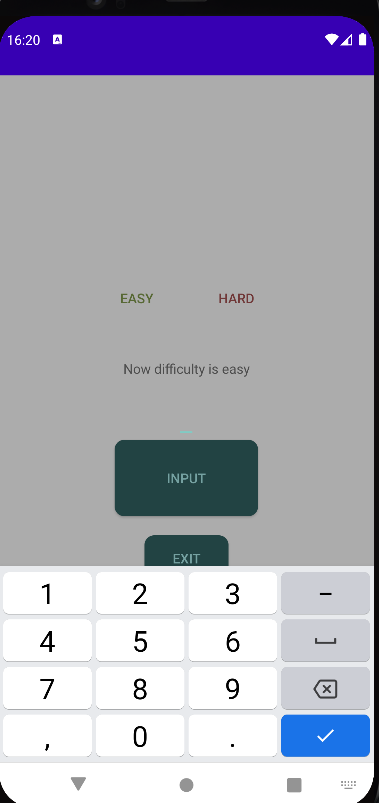 16:20 A
EASY HARD
Now difficulty is easy
INPUT
EXIT
1 2 3 -
4 5 6
7 8 9
, 0 .